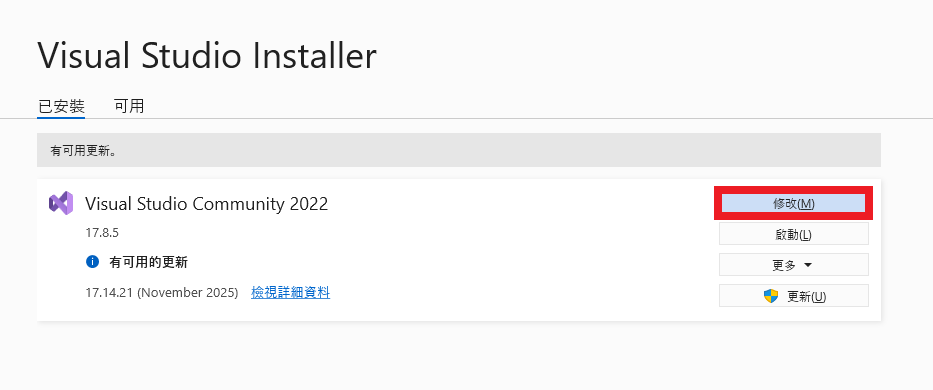 Visual Studio Installer
已安裝 可用
有可用更新。
Visual Studio Community 2022
17.8.5
有可用的更新
17.14.21 (November 2025) 檢視詳細資料
修改(M)
啟動(L)
更多
更新(U)